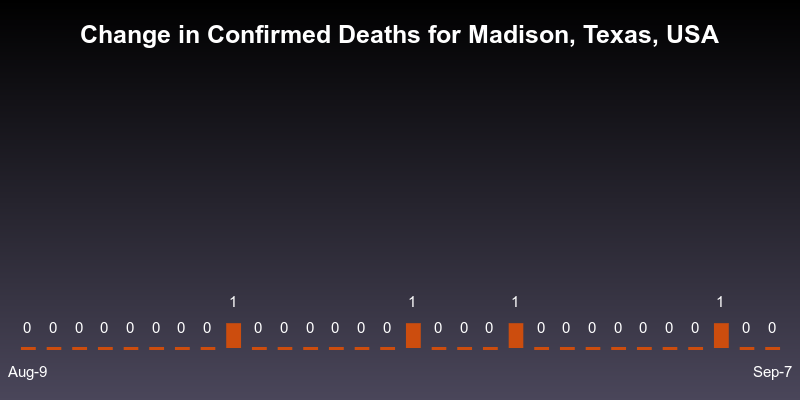 Change in Confirmed Deaths for Madison, Texas, USA
1 1 1 1
0 0 0 0 0 0 0 0 0 0 0 0 0 0 0 0 0 0 0 0 0 0 0 0 0 0
Aug-9 Sep-7